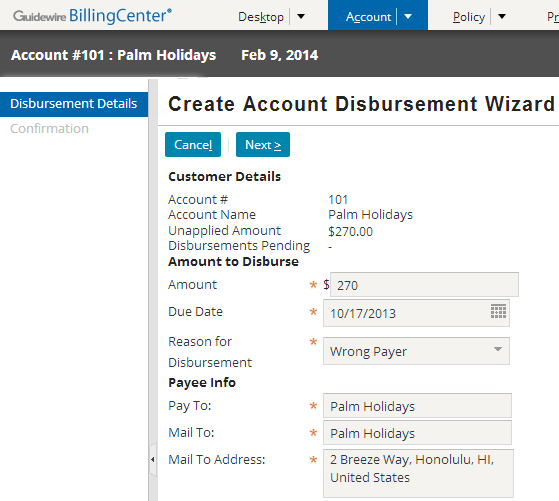 Guidewire BillingCenter®
Desktop
Account
Policy
Pr
Account #101 : Palm Holidays Feb 9, 2014
Disbursement Details
Confirmation
Create Account Disbursement Wizard
Cancel
Next >
Customer Details
Account # 101
Account Name Palm Holidays
Unapplied Amount $270.00
Disbursements Pending -
Amount to Disburse
Amount * $ 270
Due Date * 10/17/2013
Reason for * Wrong Payer
Disbursement
Payee Info
Pay To: * Palm Holidays
Mail To: * Palm Holidays
Mail To Address: * 2 Breeze Way, Honolulu, HI,
United States